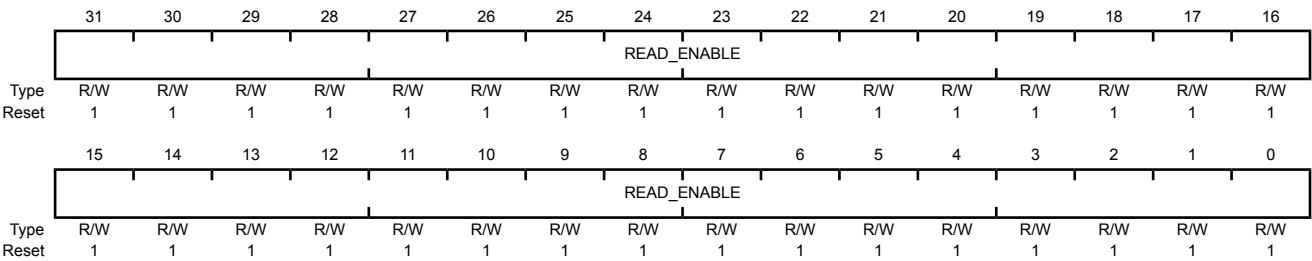 31 30 29 28 27 26 25 24 23 22 21 20 19 18 17 16
READ_ENABLE
Type R/W R/W R/W R/W R/W R/W R/W R/W R/W R/W R/W R/W R/W R/W R/W R/W
Reset 1 1 1 1 1 1 1 1 1 1 1 1 1 1 1 1
15 14 13 12 11 10 9 8 7 6 5 4 3 2 1 0
READ_ENABLE
Type R/W R/W R/W R/W R/W R/W R/W R/W R/W R/W R/W R/W R/W R/W R/W R/W
Reset 1 1 1 1 1 1 1 1 1 1 1 1 1 1 1 1